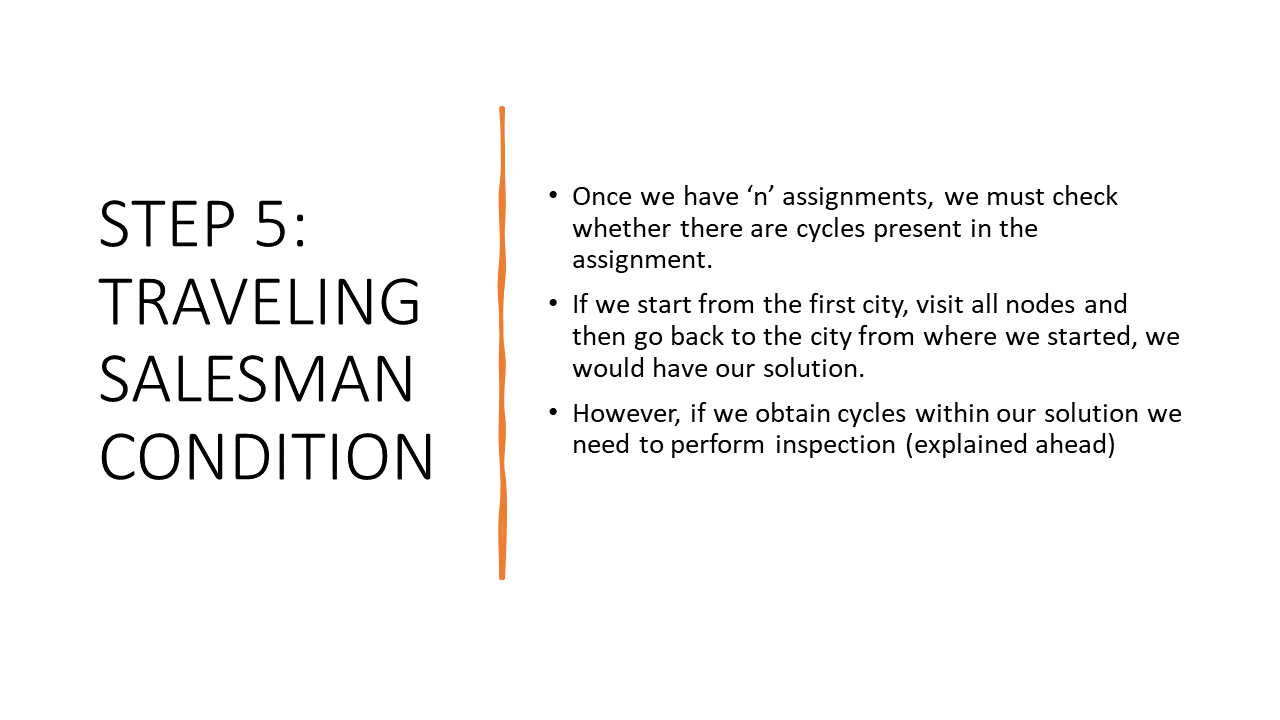 STEP 5:
TRAVELING
SALESMAN
CONDITION
• Once we have ‘n’ assignments, we must check
whether there are cycles present in the
assignment.
• If we start from the first city, visit all nodes and
then go back to the city from where we started, we
would have our solution.
• However, if we obtain cycles within our solution we
need to perform inspection (explained ahead)